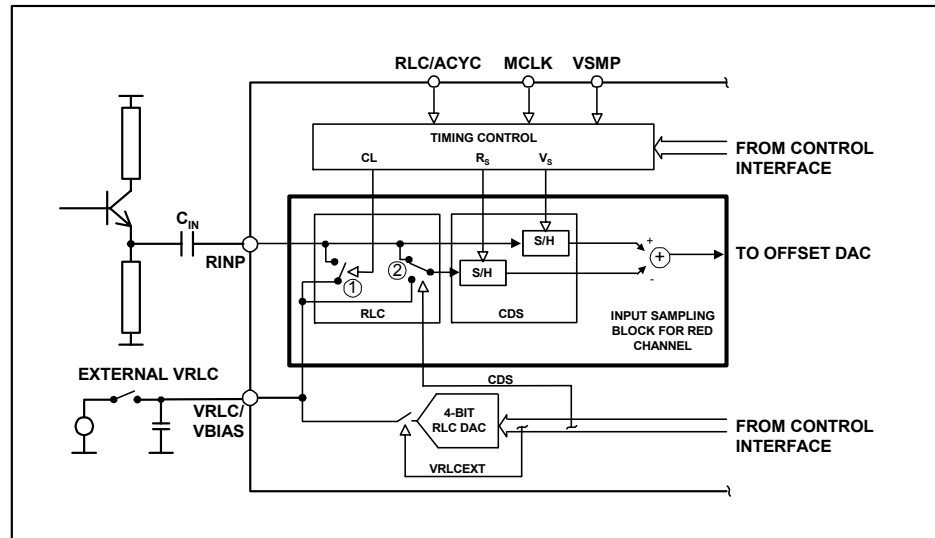 RLC/ACYC MCLK VSMP
TIMING CONTROL
CL RS VS
FROM CONTROL
INTERFACE
CIN
RINP
S/H
S/H
+
-
+
TO OFFSET DAC
1
2
RLC
CDS
INPUT SAMPLING
BLOCK FOR RED
CHANNEL
EXTERNAL VRLC
VRLC/
VBIAS
CDS
4-BIT
RLC DAC
VRLCEXT
FROM CONTROL
INTERFACE